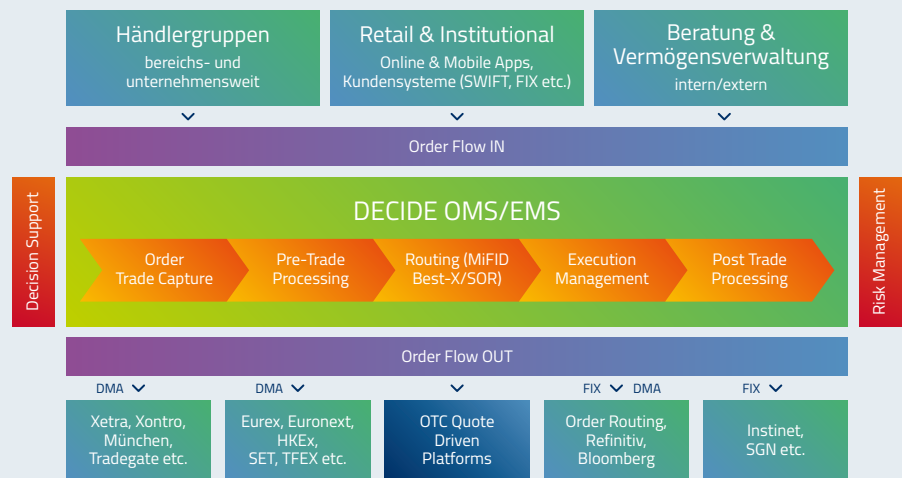 Händlergruppen
bereichs- und
unternehmensweit
Retail & Institutional
Online & Mobile Apps,
Kundensysteme (SWIFT, FIX etc.)
Beratung &
Vermögensverwaltung
intern/extern
Order Flow IN
Decision Support
DECIDE OMS/EMS
Order
Trade Capture
Pre-Trade
Processing
Routing (MiFID
Best-X/SOR)
Execution
Management
Post Trade
Processing
Risk Management
Order Flow OUT
DMA
DMA
FIX DMA
FIX
Xetra, Xontro,
München,
Tradegate etc.
Eurex, Euronext,
HKEx,
SET, TFEX etc.
OTC Quote
Driven
Platforms
Order Routing,
Refinitiv,
Bloomberg
Instinet,
SGN etc.